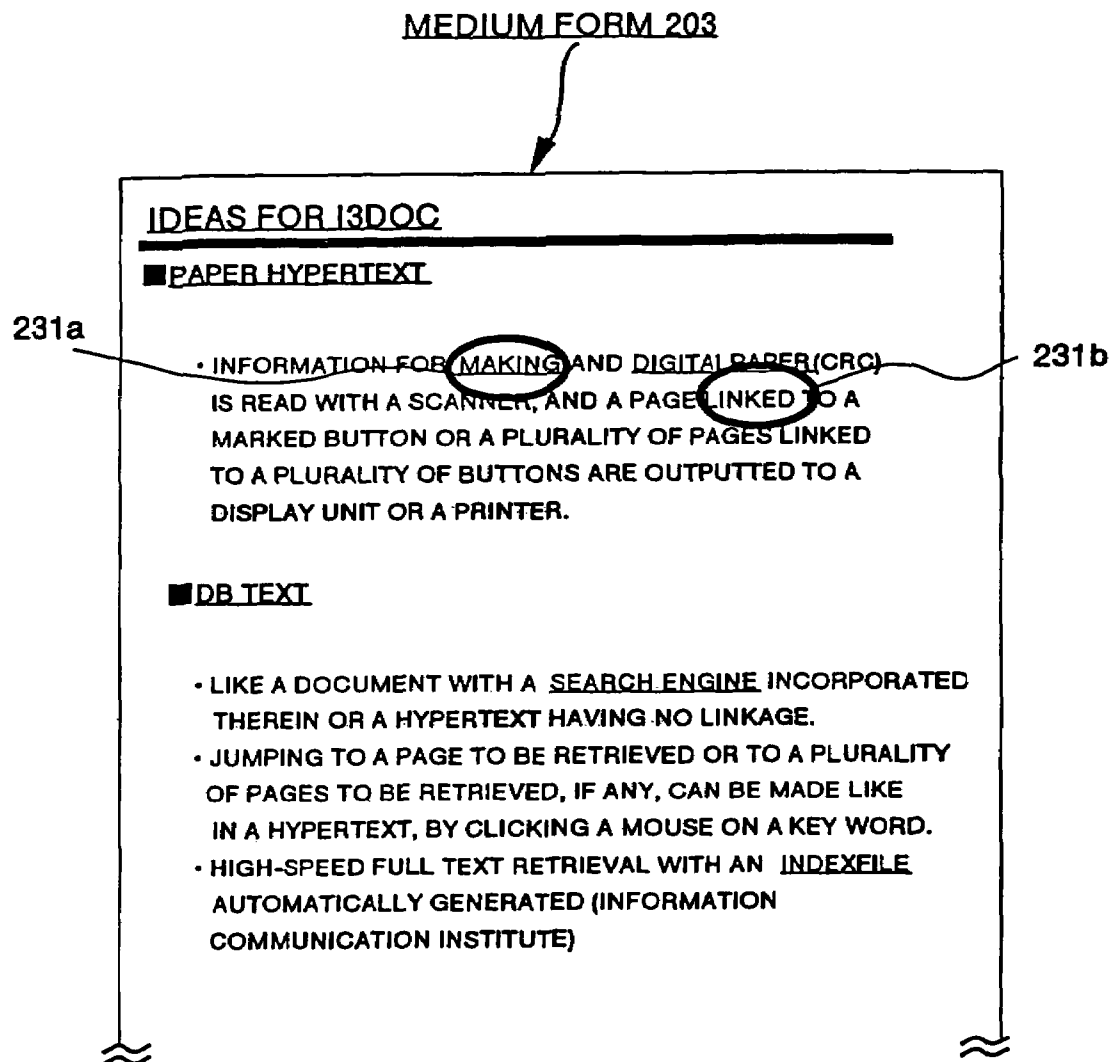 MEDIUM FORM 203
IDEAS FOR I3DOC
■PAPER HYPERTEXT
231a
231b
• INFORMATION FOR MAKING AND DIGITALPAPER(CRC)
IS READ WITH A SCANNER, AND A PAGE LINKED TO A
MARKED BUTTON OR A PLURALITY OF PAGES LINKED
TO A PLURALITY OF BUTTONS ARE OUTPUTTED TO A
DISPLAY UNIT OR A PRINTER.
■DB TEXT
• LIKE A DOCUMENT WITH A SEARCH ENGINE INCORPORATED
THEREIN OR A HYPERTEXT HAVING NO LINKAGE.
• JUMPING TO A PAGE TO BE RETRIEVED OR TO A PLURALITY
OF PAGES TO BE RETRIEVED, IF ANY, CAN BE MADE LIKE
IN A HYPERTEXT, BY CLICKING A MOUSE ON A KEY WORD.
• HIGH-SPEED FULL TEXT RETRIEVAL WITH AN INDEXFILE
AUTOMATICALLY GENERATED (INFORMATION
COMMUNICATION INSTITUTE)